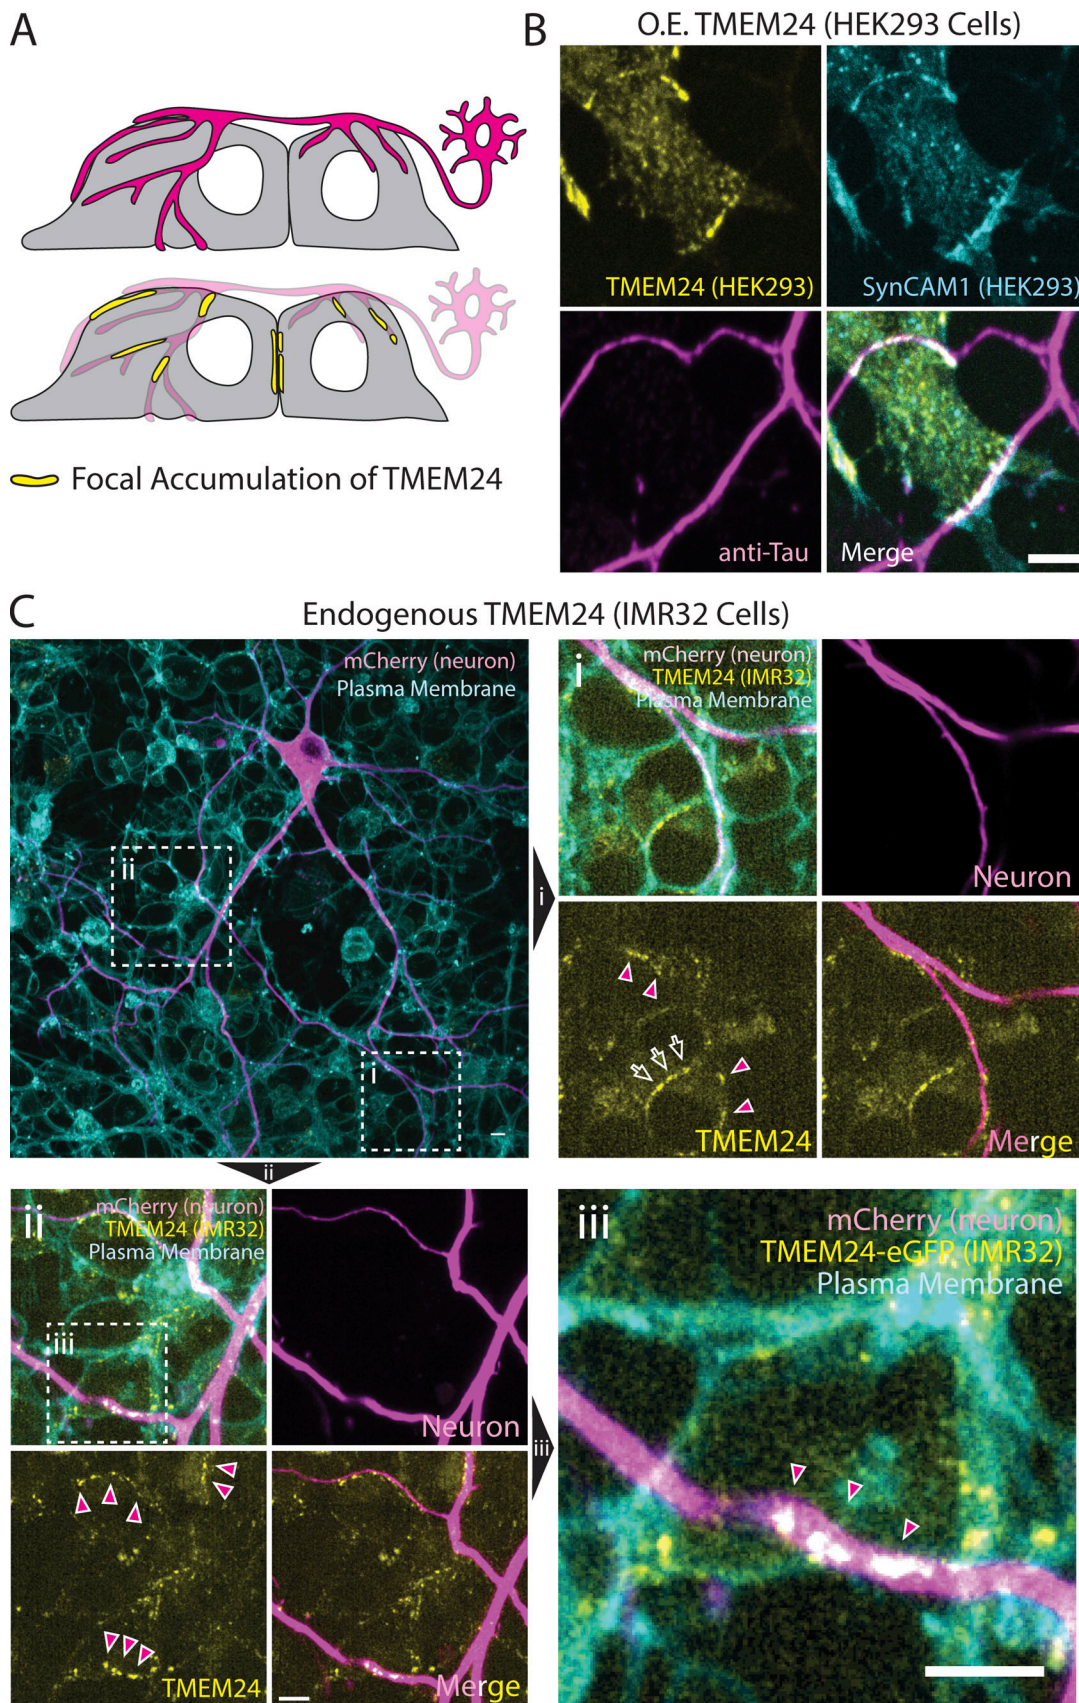 A
Focal Accumulation of TMEM24
B
O.E. TMEM24 (HEK293 Cells)
TMEM24 (HEK293)
SynCAM1 (HEK293)
anti-Tau
Merge
C
Endogenous TMEM24 (IMR32 Cells)
mCherry (neuron)
Plasma Membrane
ii
i
i
i
mCherry (neuron)
TMEM24 (IMR32)
Plasma Membrane
Neuron
TMEM24
Merge
ii
ii
mCherry (neuron)
TMEM24 (IMR32)
Plasma Membrane
iii
Neuron
TMEM24
Merge
iii
iii
mCherry (neuron)
TMEM24-eGFP (IMR32)
Plasma Membrane